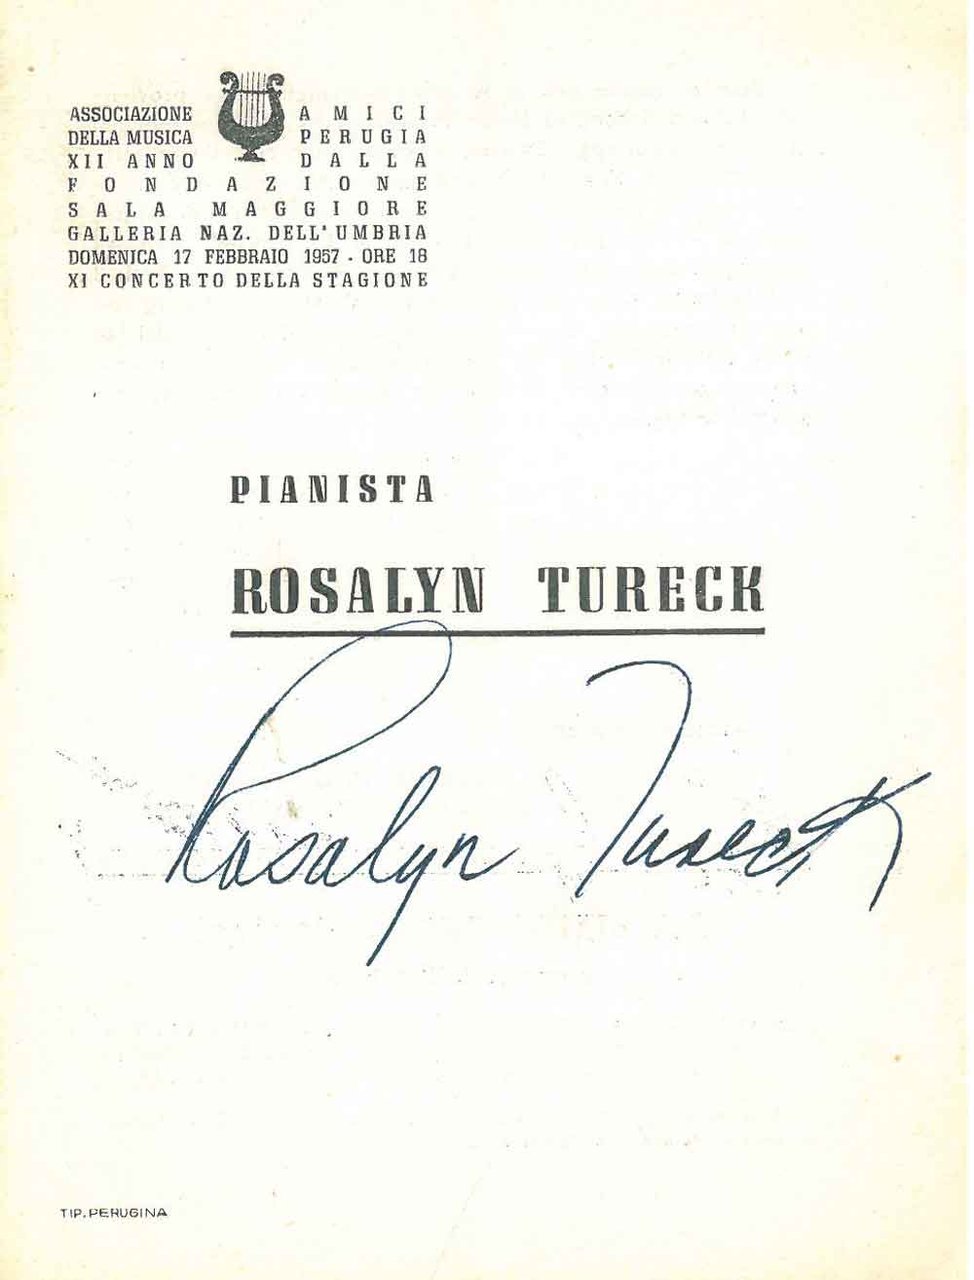 ASSOCIAZIONE AMICI
DELLA MUSICA PERUGIA
XII ANNO DALLA
FONDAZIONE
SALA MAGGIORE
GALLERIA NAZ. DELL'UMBRIA
DOMENICA 17 FEBBRAIO 1957 - ORE 18
XI CONCERTO DELLA STAGIONE
PIANISTA
ROSALYN TURECK
Rosalyn Tureck
TIP. PERUGINA